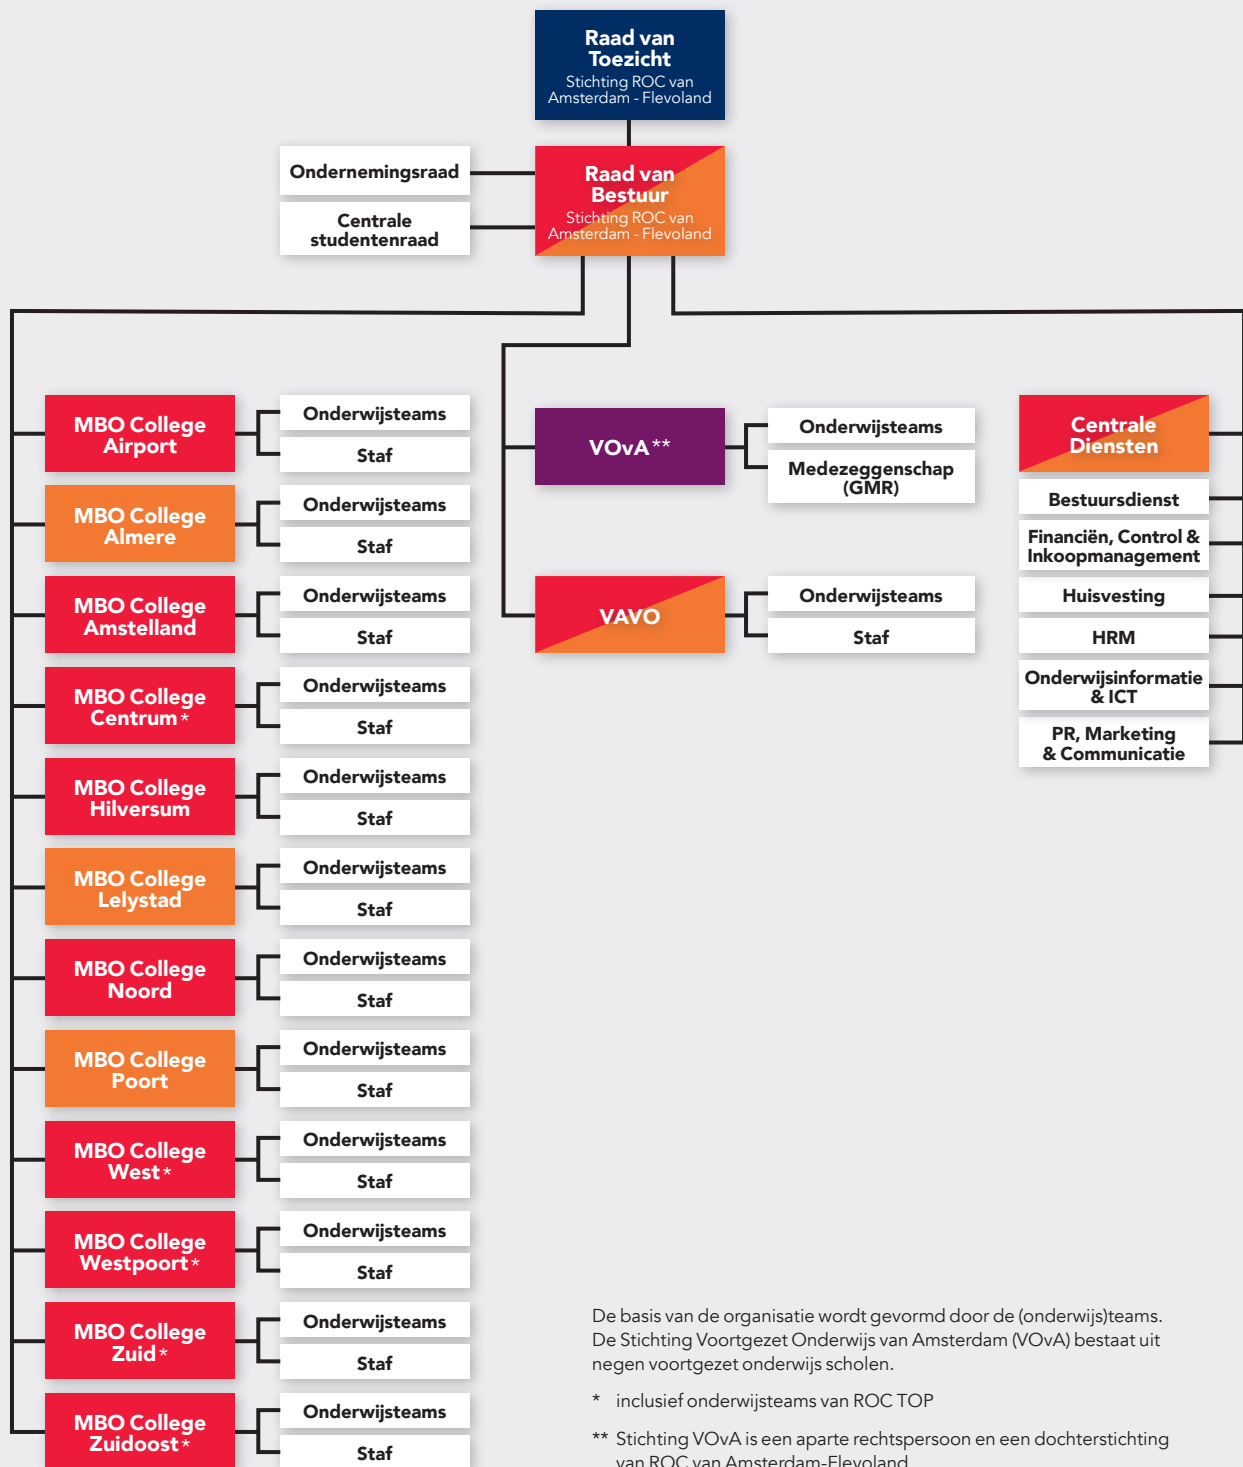 Raad van
Toezicht
Stichting ROC van
Amsterdam - Flevoland
Ondernemingsraad
Centrale
studentenraad
Raad van
Bestuur
Stichting ROC van
Amsterdam - Flevoland
MBO College
Airport
Onderwijsteams
Staf
MBO College
Almere
Onderwijsteams
Staf
MBO College
Amstelland
Onderwijsteams
Staf
MBO College
Centrum*
Onderwijsteams
Staf
MBO College
Hilversum
Onderwijsteams
Staf
MBO College
Lelystad
Onderwijsteams
Staf
MBO College
Noord
Onderwijsteams
Staf
MBO College
Poort
Onderwijsteams
Staf
MBO College
West*
Onderwijsteams
Staf
MBO College
Westpoort*
Onderwijsteams
Staf
MBO College
Zuid*
Onderwijsteams
Staf
MBO College
Zuidoost*
Onderwijsteams
Staf
VOvA**
Onderwijsteams
Medezeggenschap
(GMR)
VAVO
Onderwijsteams
Staf
Centrale
Diensten
Bestuursdienst
Financiën, Control &
Inkoopmanagement
Huisvesting
HRM
Onderwijsinformatie
& ICT
PR, Marketing
& Communicatie
De basis van de organisatie wordt gevormd door de (onderwijs)teams.
De Stichting Voortgezet Onderwijs van Amsterdam (VOvA) bestaat uit
negen voortgezet onderwijs scholen.
* inclusief onderwijsteams van ROC TOP
** Stichting VOvA is een aparte rechtspersoon en een dochterstichting
van ROC van Amsterdam-Flevoland